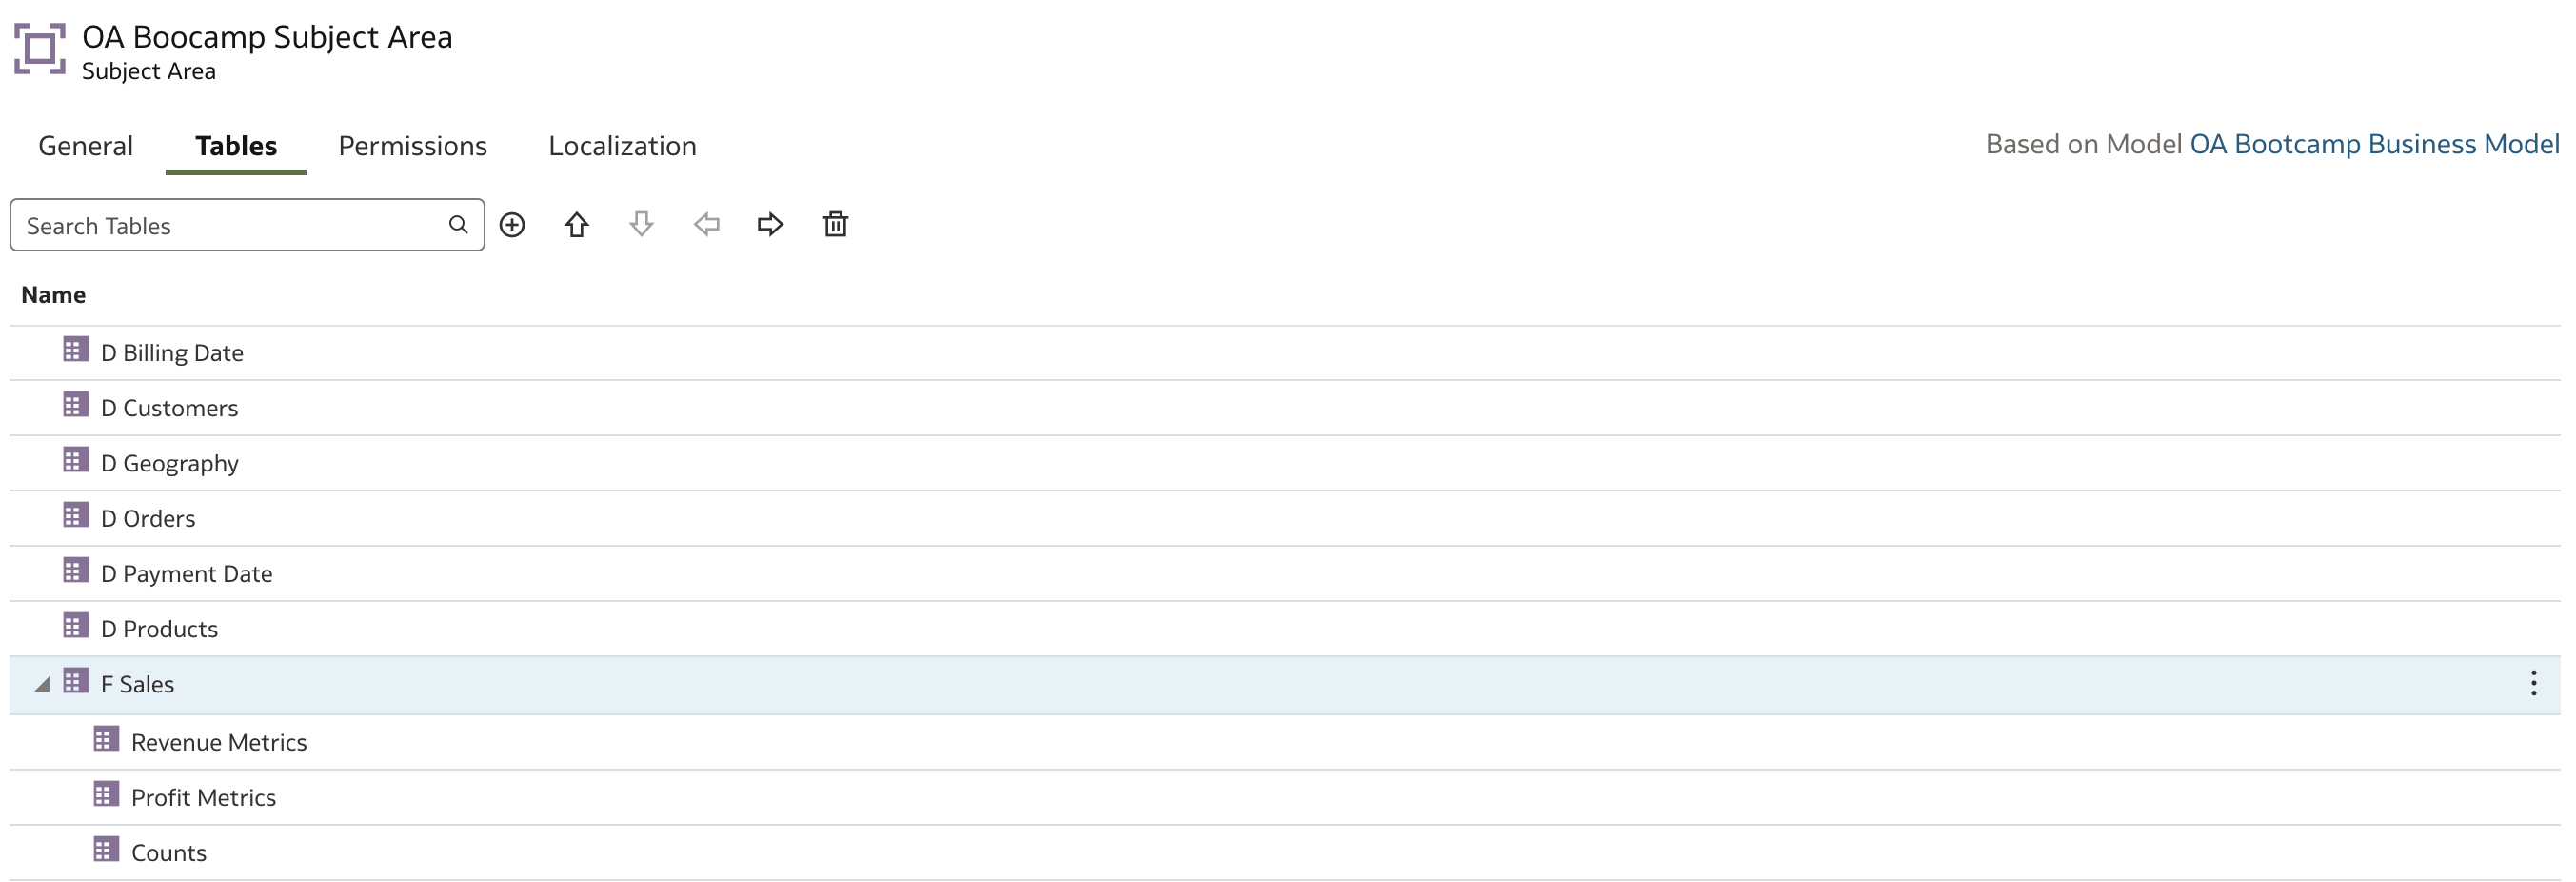 OA Boocamp Subject Area
Subject Area
General Tables Permissions Localization Based on Model OA Bootcamp Business Model
Search Tables
Name
D Billing Date
D Customers
D Geography
D Orders
D Payment Date
D Products
F Sales
Revenue Metrics
Profit Metrics
Counts